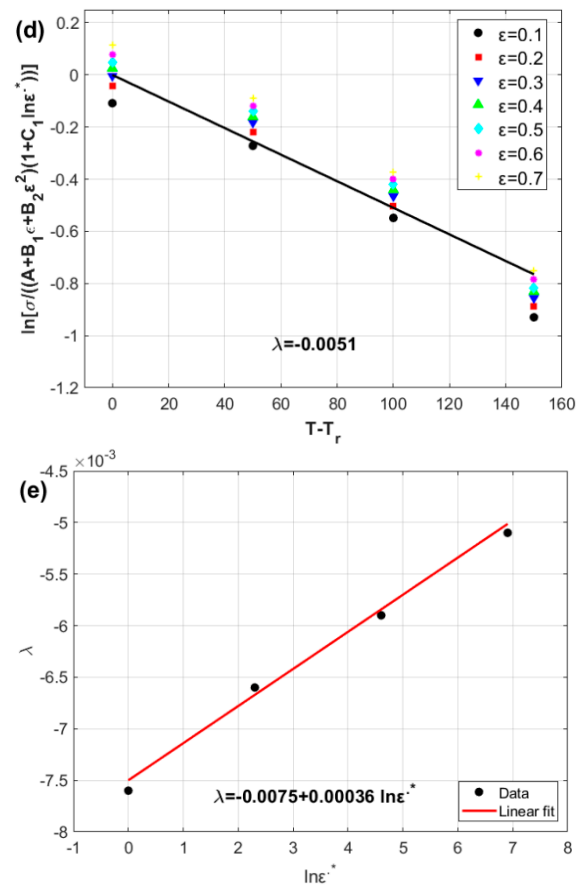 (d)
0.2
0
-0.2
-0.4
-0.6
-0.8
-1
-1.2
ln[σ/((A+B₁ϵ+B₂ε²)(1+C₁lnε̇*))]
ε=0.1
ε=0.2
ε=0.3
ε=0.4
ε=0.5
ε=0.6
ε=0.7
λ=-0.0051
0 20 40 60 80 100 120 140 160
T-Tᵣ
(e)
×10⁻³
-4.5
-5
-5.5
-6
-6.5
-7
-7.5
-8
λ
λ=-0.0075+0.00036 lnε̇*
Data
Linear fit
-1 0 1 2 3 4 5 6 7 8
lnε̇*